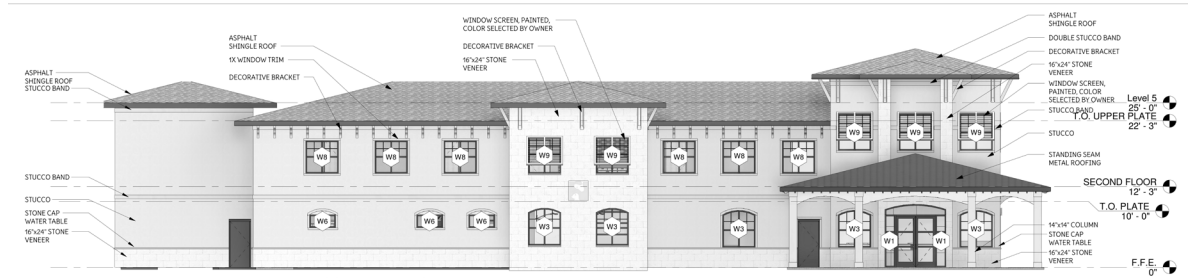 ASPHALT
SHINGLE ROOF
STUCCO BAND
STUCCO BAND
STUCCO
STONE CAP
WATER TABLE
16"x24" STONE
VENEER
ASPHALT
SHINGLE ROOF
1X WINDOW TRIM
DECORATIVE BRACKET
WINDOW SCREEN, PAINTED,
COLOR SELECTED BY OWNER
DECORATIVE BRACKET
16"x24" STONE
VENEER
W8
W8
W8
W9
W9
W8
W8
W8
W9
W9
W9
W6
W6
W6
W3
W3
W3
W3
W1
W1
W3
ASPHALT
SHINGLE ROOF
DOUBLE STUCCO BAND
DECORATIVE BRACKET
16"x24" STONE
VENEER
WINDOW SCREEN,
PAINTED, COLOR
SELECTED BY OWNER
STUCCO BAND
STUCCO
STANDING SEAM
METAL ROOFING
14"x14" COLUMN
STONE CAP
WATER TABLE
16"x24" STONE
VENEER
Level 5
25' - 0"
T.O. UPPER PLATE
22' - 3"
SECOND FLOOR
12' - 3"
T.O. PLATE
10' - 0"
F.F.E.
0"